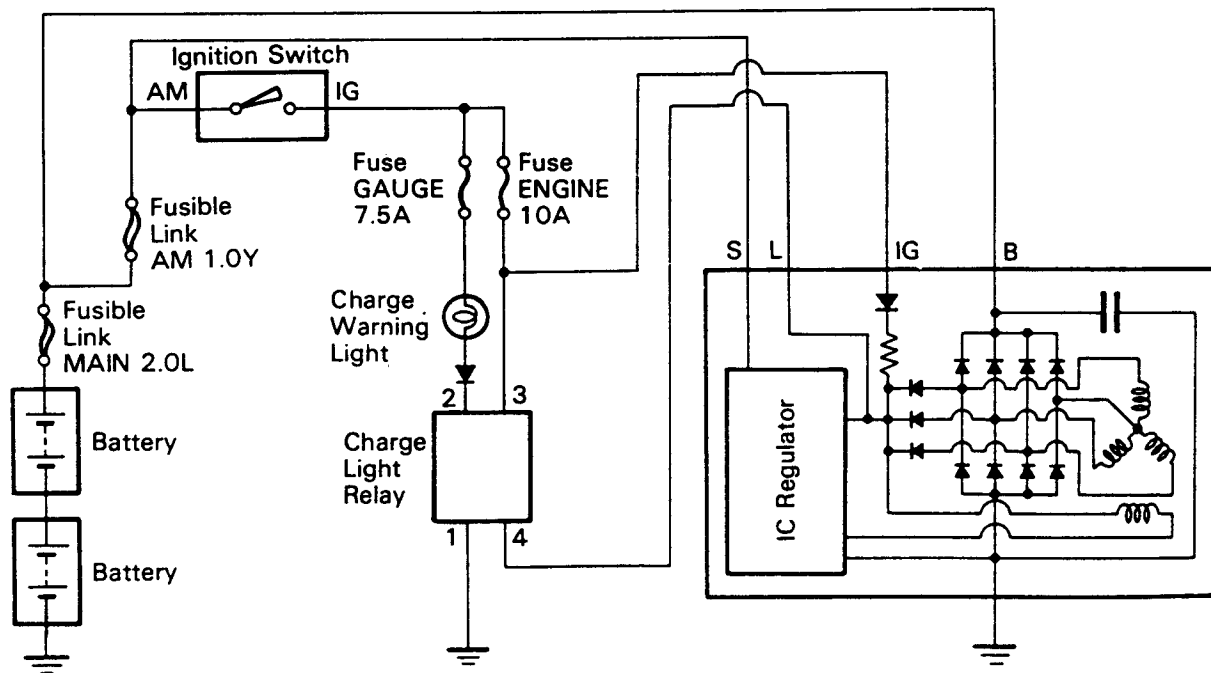 Ignition Switch
AM
IG
Fuse
GAUGE
7.5A
Fuse
ENGINE
10A
Fusible
Link
AM 1.0Y
S
L
IG
B
Fusible
Link
MAIN 2.0L
Charge
Warning
Light
2
3
Battery
Charge
Light
Relay
IC Regulator
1
4
Battery